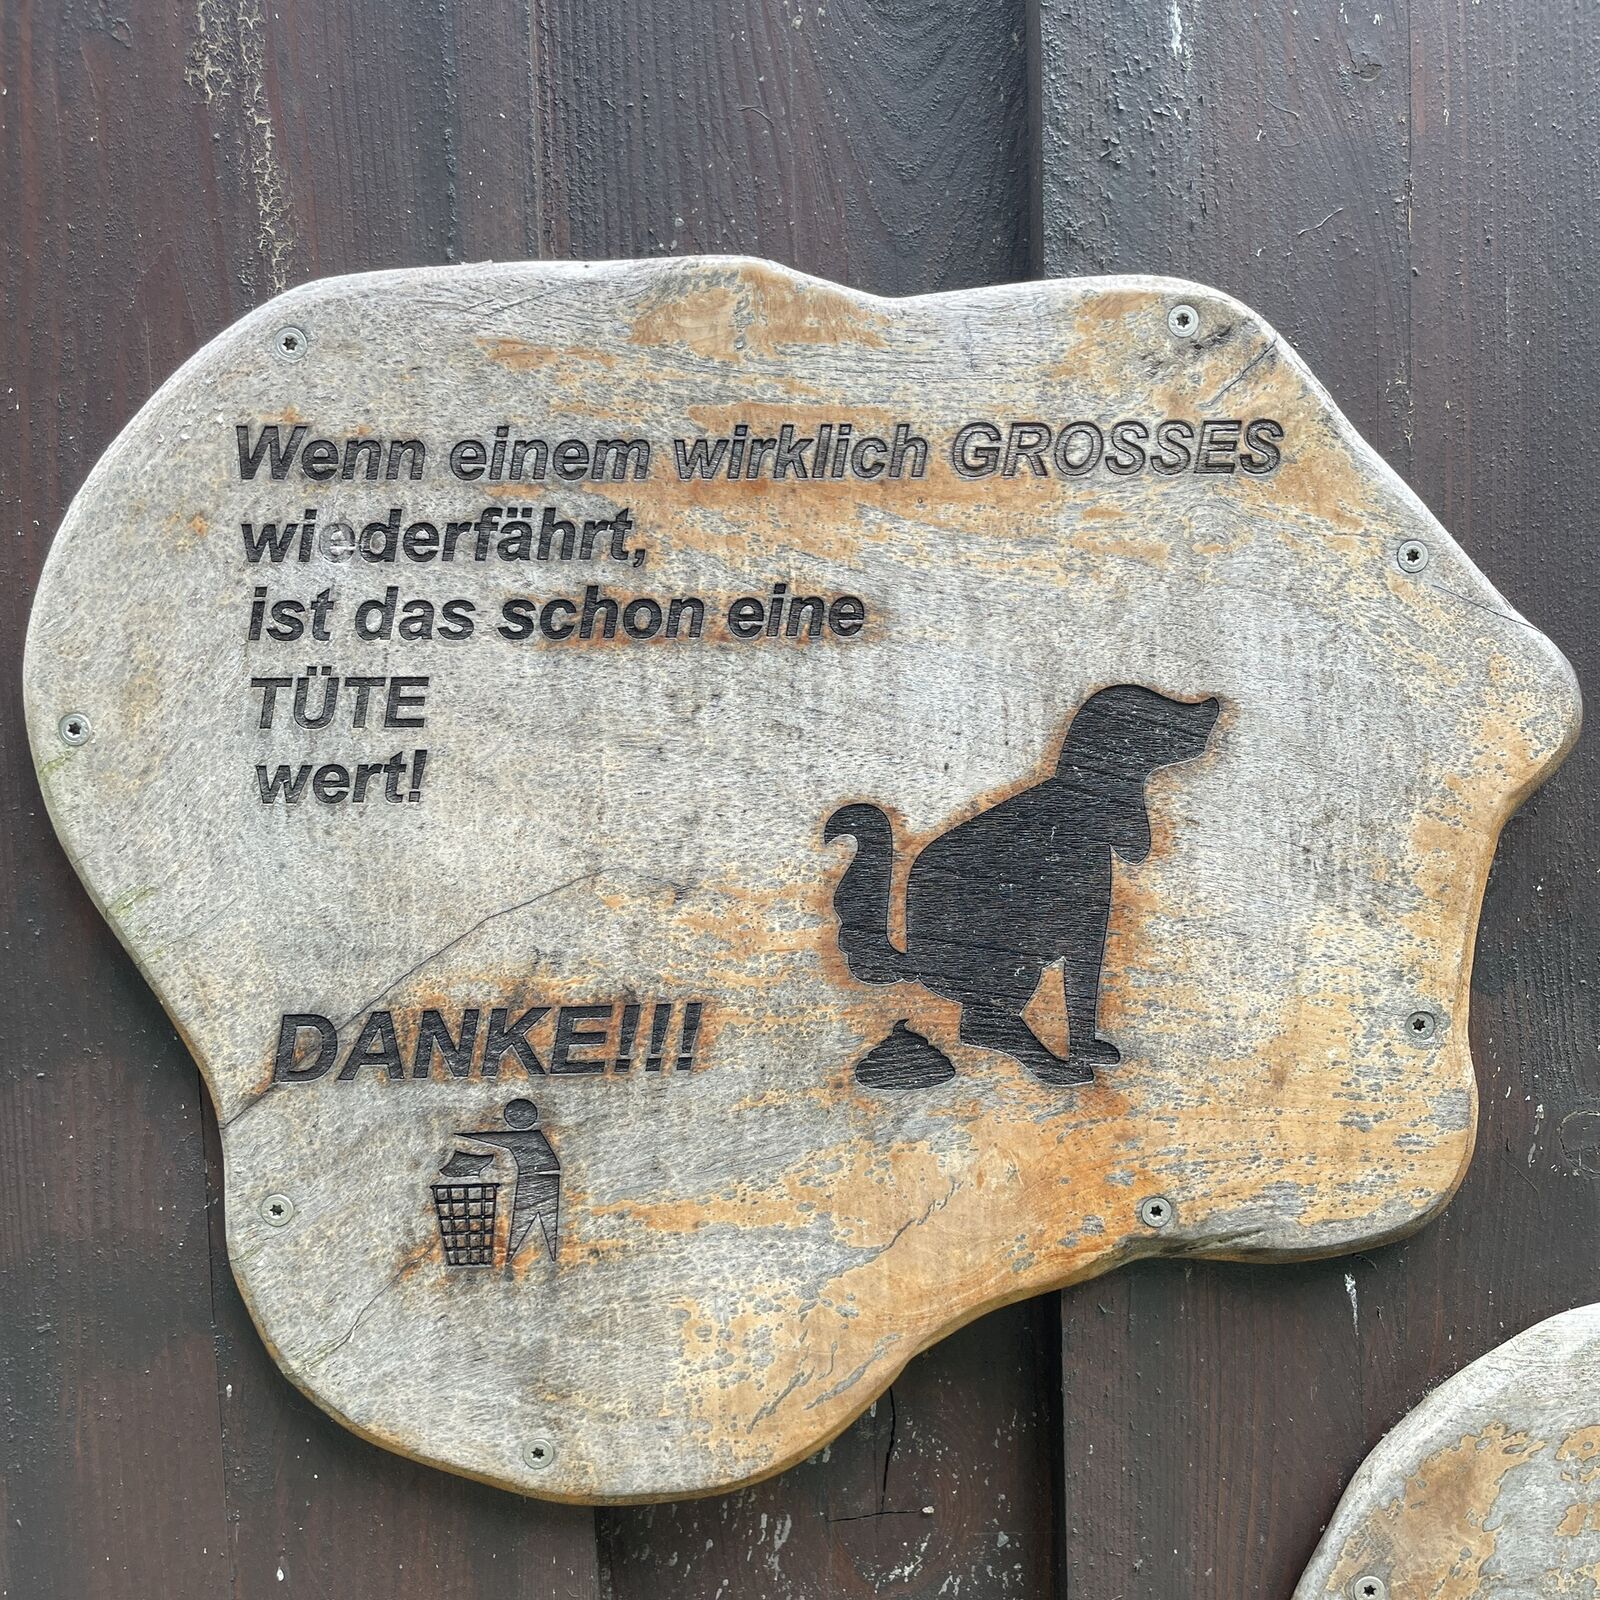 Wenn einem wirklich GROSSES
wiederfährt,
ist das schon eine
TÜTE
wert!
DANKE!!!